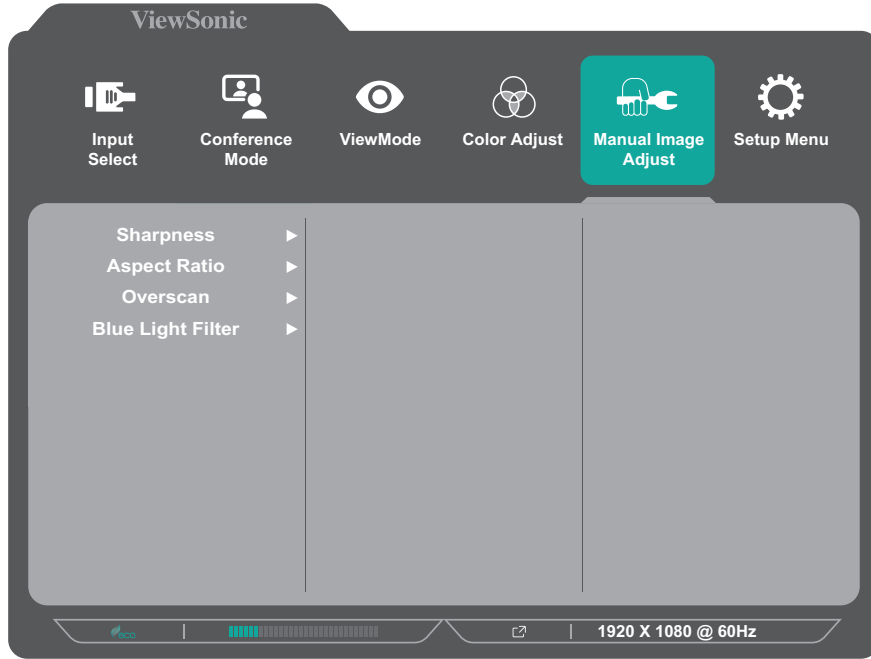 ViewSonic
Input
Select
Conference
Mode
ViewMode
Color Adjust
Manual Image
Adjust
Setup Menu
Sharpness
Aspect Ratio
Overscan
Blue Light Filter
ECO
1920 X 1080 @ 60Hz